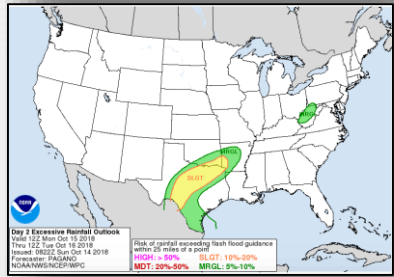 MRGL
MRGL
SLGT
noaa
Day 2 Excessive Rainfall Outlook
Valid 12Z Mon Oct 15 2018
Thru 12Z Tue Oct 16 2018
Issued: 0822Z Sun Oct 14 2018
Forecaster: PAGANO
NOAA/NWS/NCEP/WPC
Risk of rainfall exceeding flash flood guidance
within 25 miles of a point
HIGH: > 50% SLGT: 10%-20%
MDT: 20%-50% MRGL: 5%-10%